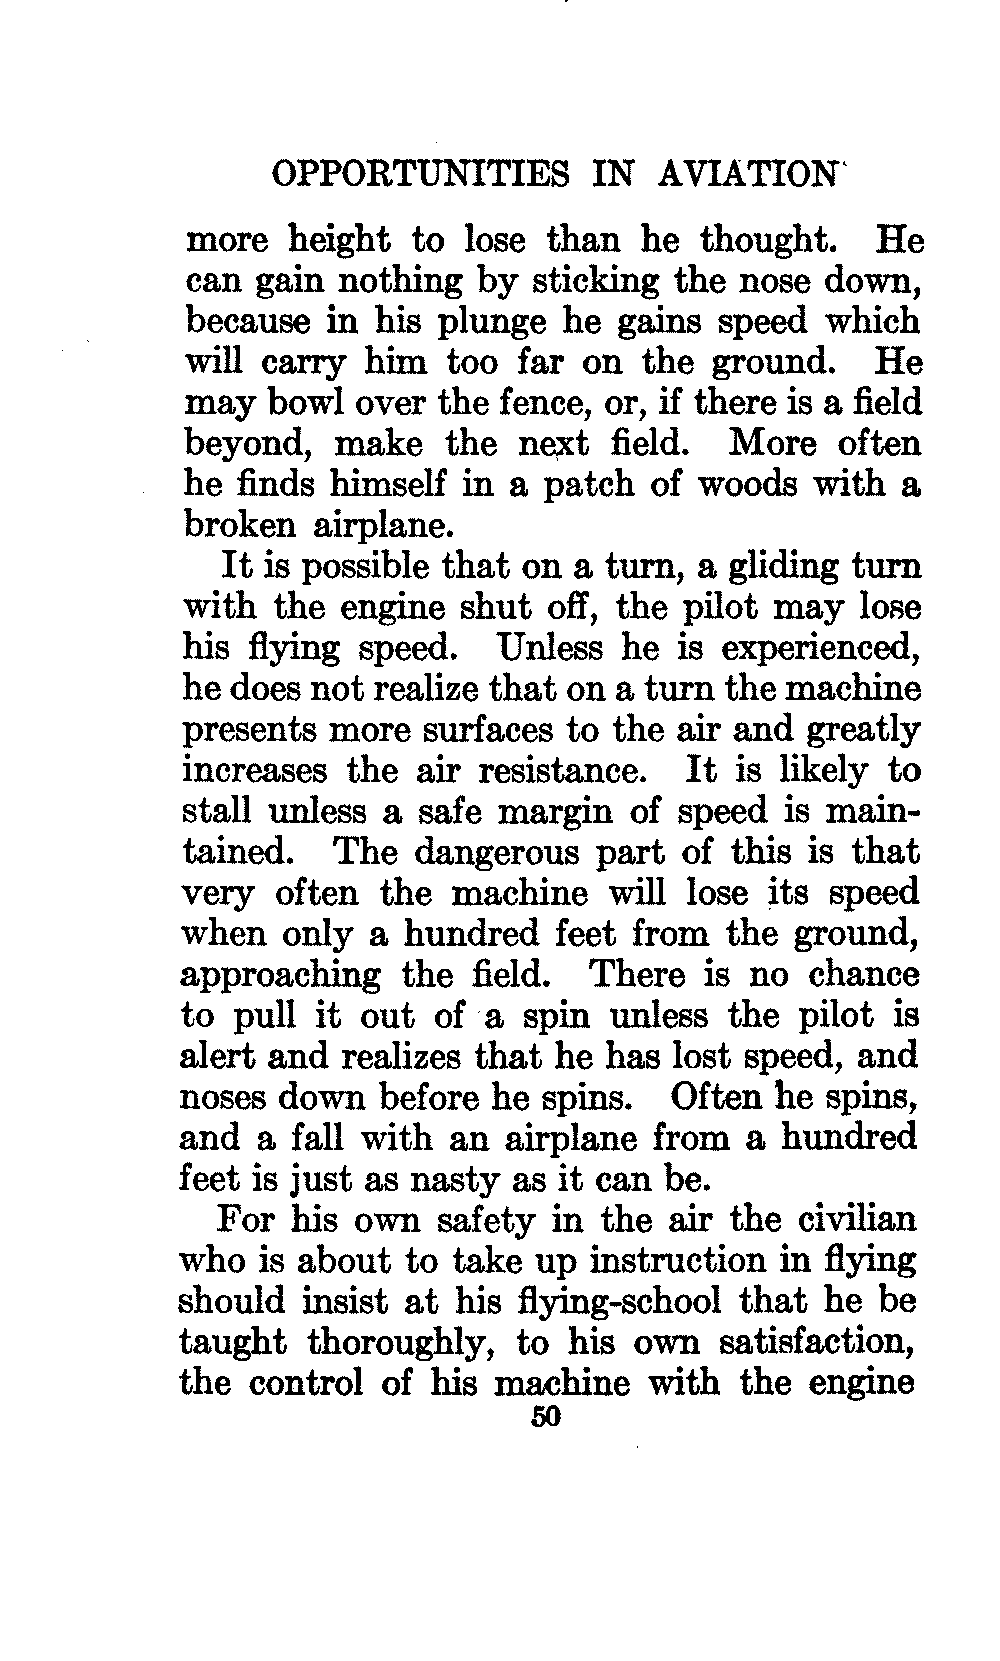 OPPORTUNITIES IN AVIATION
more height to lose than he thought. He
can gain nothing by sticking the nose down,
because in his plunge he gains speed which
will carry him too far on the ground. He
may bowl over the fence, or, if there is a field
beyond, make the next field. More often
he finds himself in a patch of woods with a
broken airplane.
It is possible that on a turn, a gliding turn
with the engine shut off, the pilot may lose
his flying speed. Unless he is experienced,
he does not realize that on a turn the machine
presents more surfaces to the air and greatly
increases the air resistance. It is likely to
stall unless a safe margin of speed is main-
tained. The dangerous part of this is that
very often the machine will lose its speed
when only a hundred feet from the ground,
approaching the field. There is no chance
to pull it out of a spin unless the pilot is
alert and realizes that he has lost speed, and
noses down before he spins. Often he spins,
and a fall with an airplane from a hundred
feet is just as nasty as it can be.
For his own safety in the air the civilian
who is about to take up instruction in flying
should insist at his flying-school that he be
taught thoroughly, to his own satisfaction,
the control of his machine with the engine
50